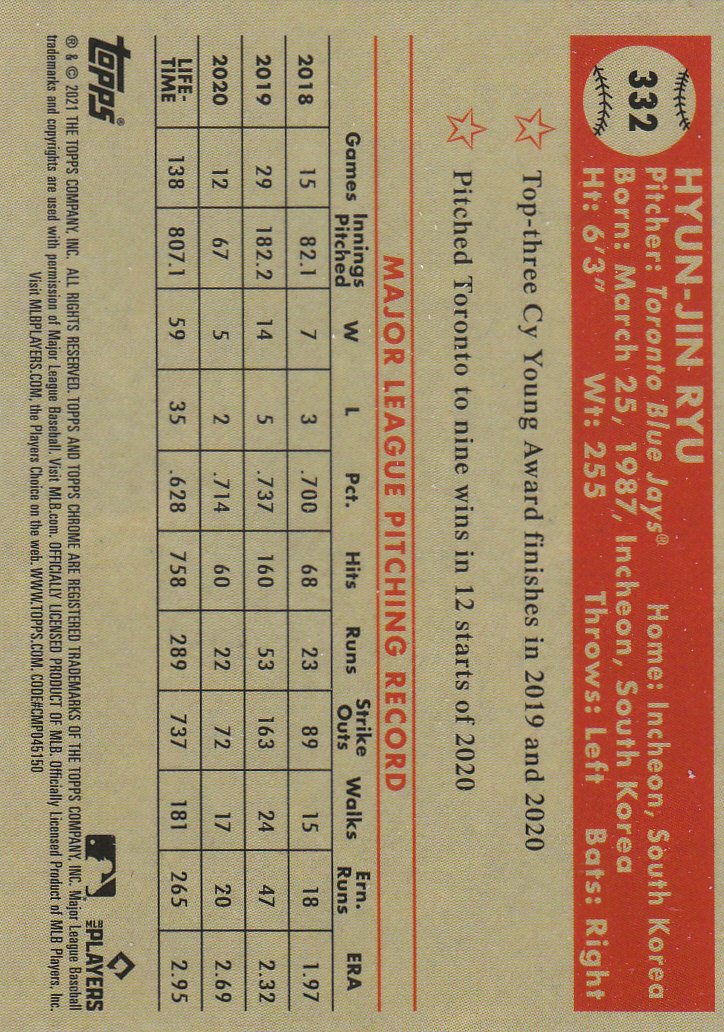 332
HYUN-JIN RYU
Pitcher: Toronto Blue Jays® Home: Incheon, South Korea
Born: March 25, 1987, Incheon, South Korea
Ht: 6'3" Wt: 255 Throws: Left Bats: Right
Top-three Cy Young Award finishes in 2019 and 2020
Pitched Toronto to nine wins in 12 starts of 2020
MAJOR LEAGUE PITCHING RECORD
Games Innings Pitched W L Pct. Hits Runs Strike Outs Walks Ern. Runs ERA
2018 15 82.1 7 3 .700 68 23 89 15 18 1.97
2019 29 182.2 14 5 .737 160 53 163 24 47 2.32
2020 12 67 5 2 .714 60 22 72 17 20 2.69
LIFE-TIME 138 807.1 59 35 .628 758 289 737 181 265 2.95
topps®
MLB PLAYERS
® & © 2021 THE TOPPS COMPANY, INC. ALL RIGHTS RESERVED. TOPPS AND TOPPS CHROME ARE REGISTERED TRADEMARKS OF THE TOPPS COMPANY, INC. Major League Baseball
trademarks and copyrights are used with permission of Major League Baseball. Visit MLB.com. OFFICIALLY LICENSED PRODUCT OF MLB. Officially Licensed Product of MLB Players, Inc.
Visit MLBPLAYERS.COM, the Players Choice on the web. WWW.TOPPS.COM. CODE#CMP045150